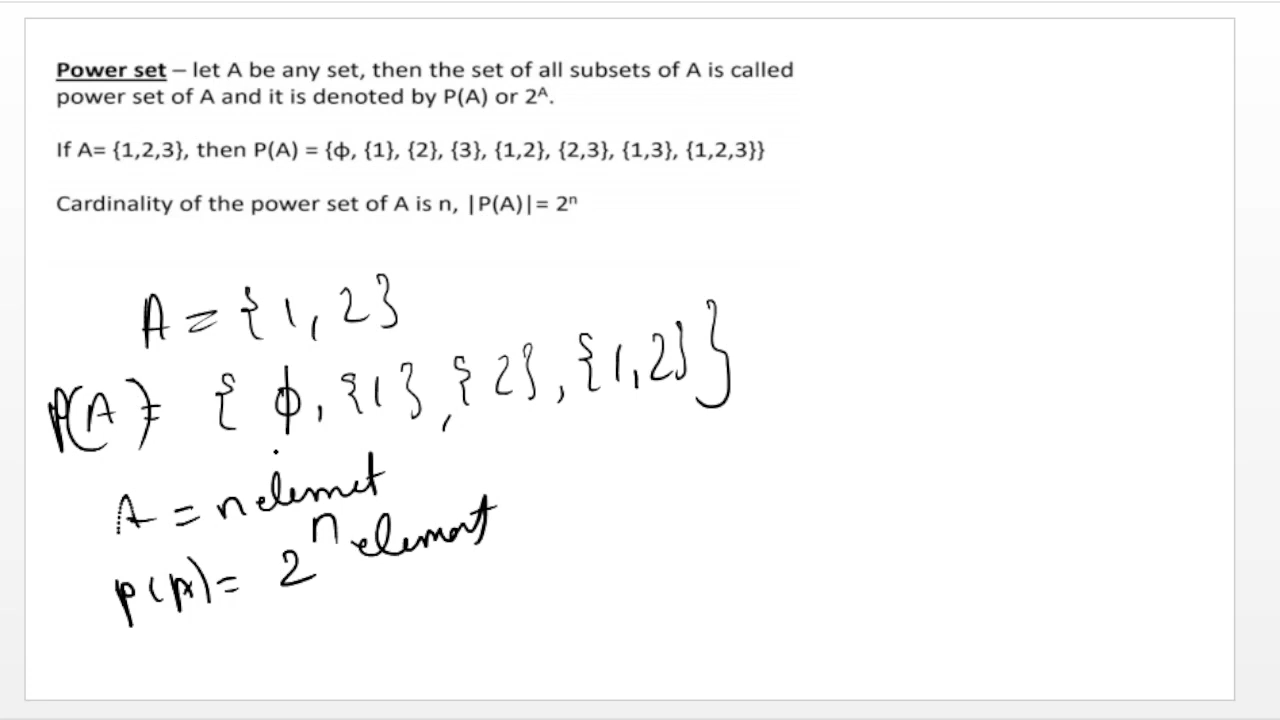 Power set – let A be any set, then the set of all subsets of A is called
power set of A and it is denoted by P(A) or 2ᴬ.
If A= {1,2,3}, then P(A) = {ɸ, {1}, {2}, {3}, {1,2}, {2,3}, {1,3}, {1,2,3}}
Cardinality of the power set of A is n, |P(A)|= 2ⁿ
A = {1, 2}
P(A) = { ϕ, {1}, {2}, {1,2}}
A = n elemet
P(A) = 2ⁿ element